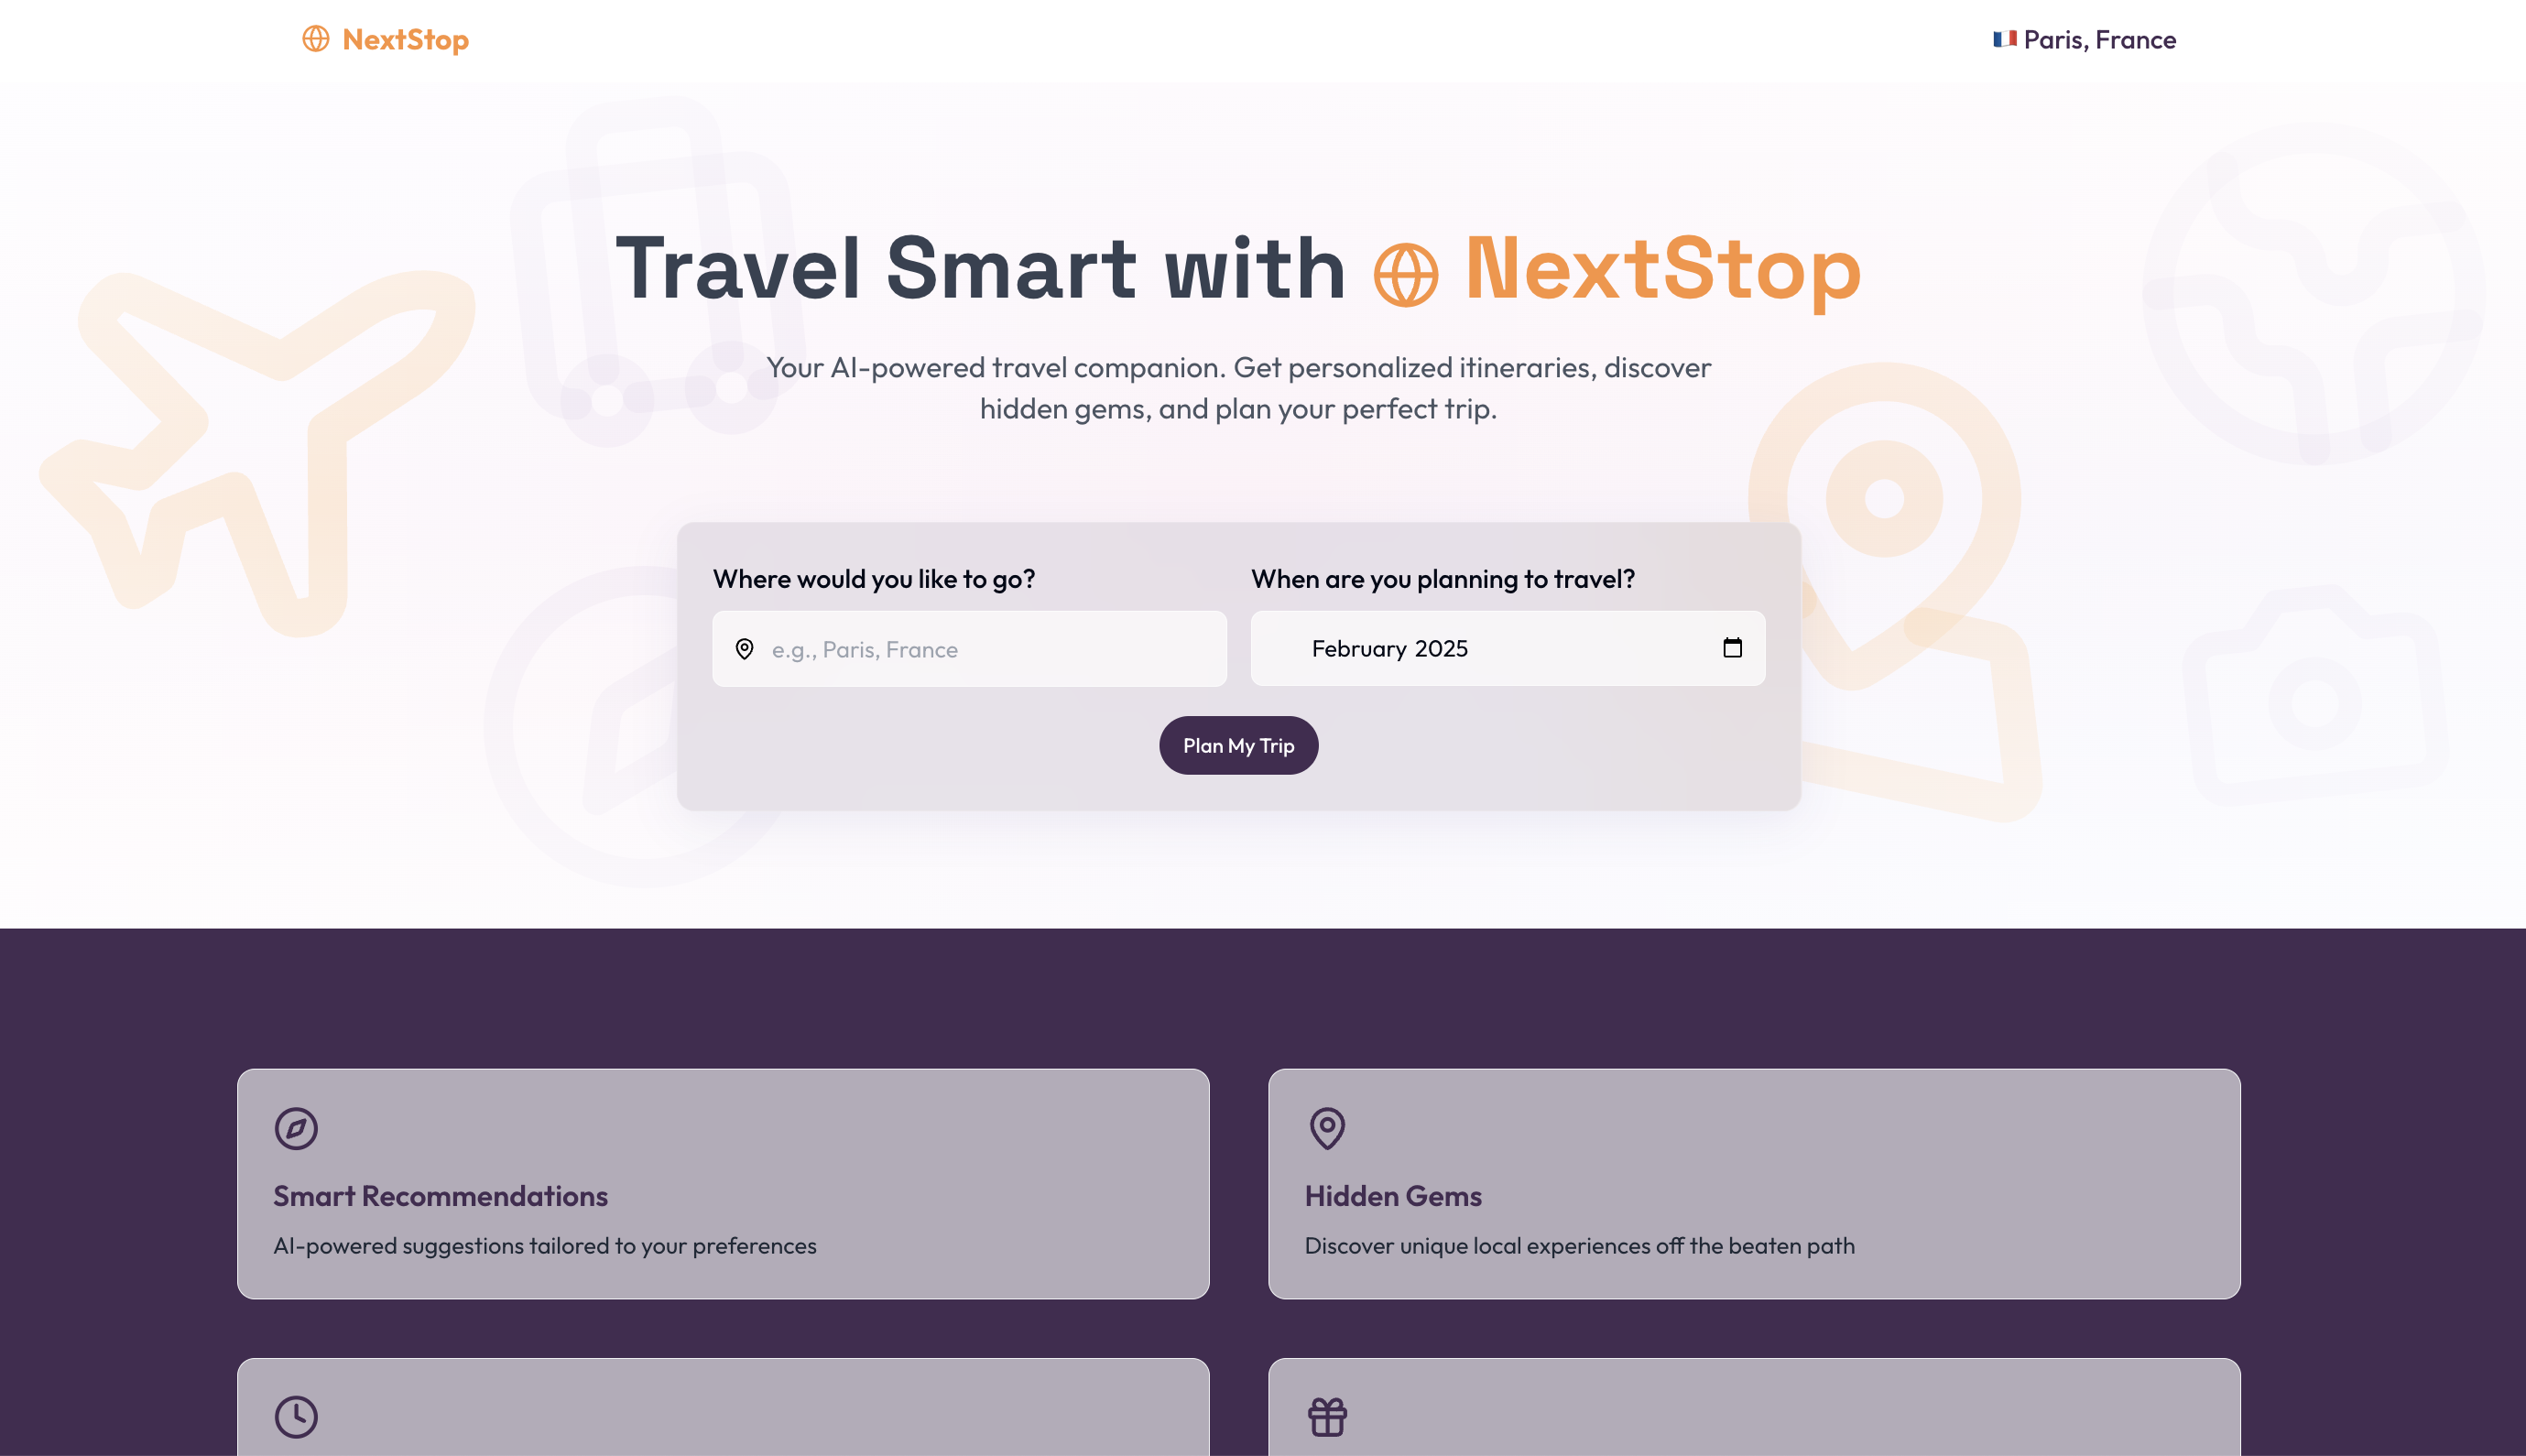 NextStop
🇫🇷 Paris, France
Travel Smart with NextStop
Your AI-powered travel companion. Get personalized itineraries, discover
hidden gems, and plan your perfect trip.
Where would you like to go?
When are you planning to travel?
e.g., Paris, France
February 2025
Plan My Trip
Smart Recommendations
AI-powered suggestions tailored to your preferences
Hidden Gems
Discover unique local experiences off the beaten path